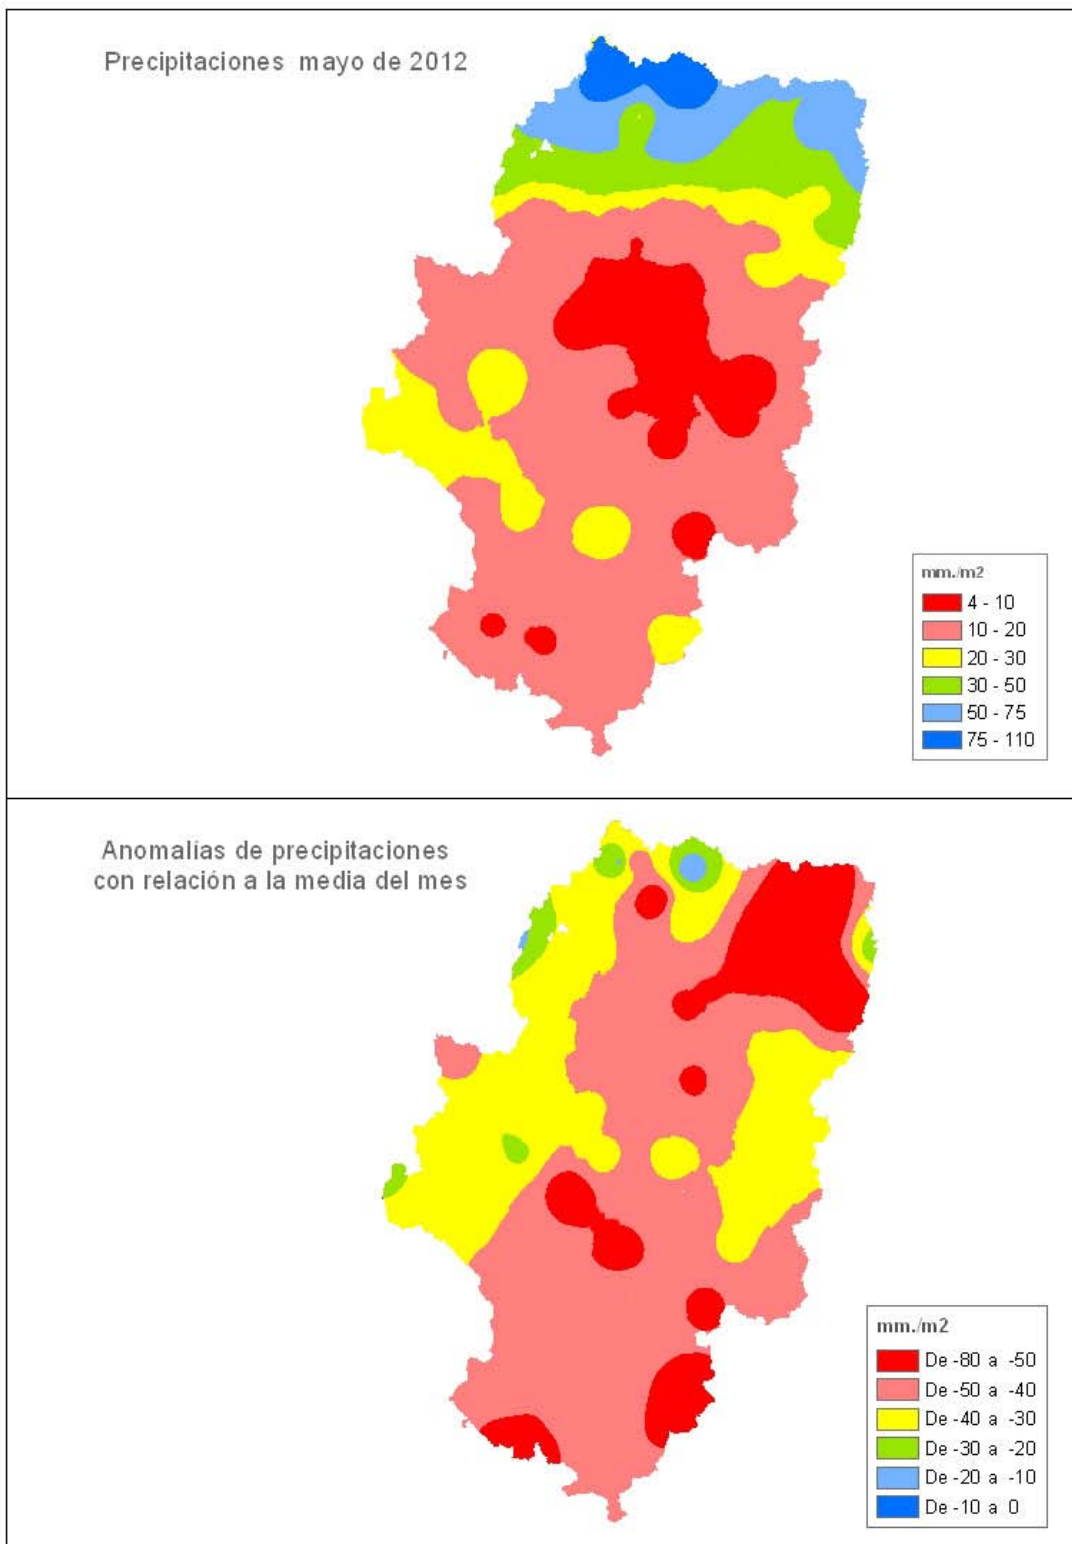 Precipitaciones mayo de 2012
mm./m2
4 - 10
10 - 20
20 - 30
30 - 50
50 - 75
75 - 110
Anomalías de precipitaciones
con relación a la media del mes
mm./m2
De -80 a -50
De -50 a -40
De -40 a -30
De -30 a -20
De -20 a -10
De -10 a 0